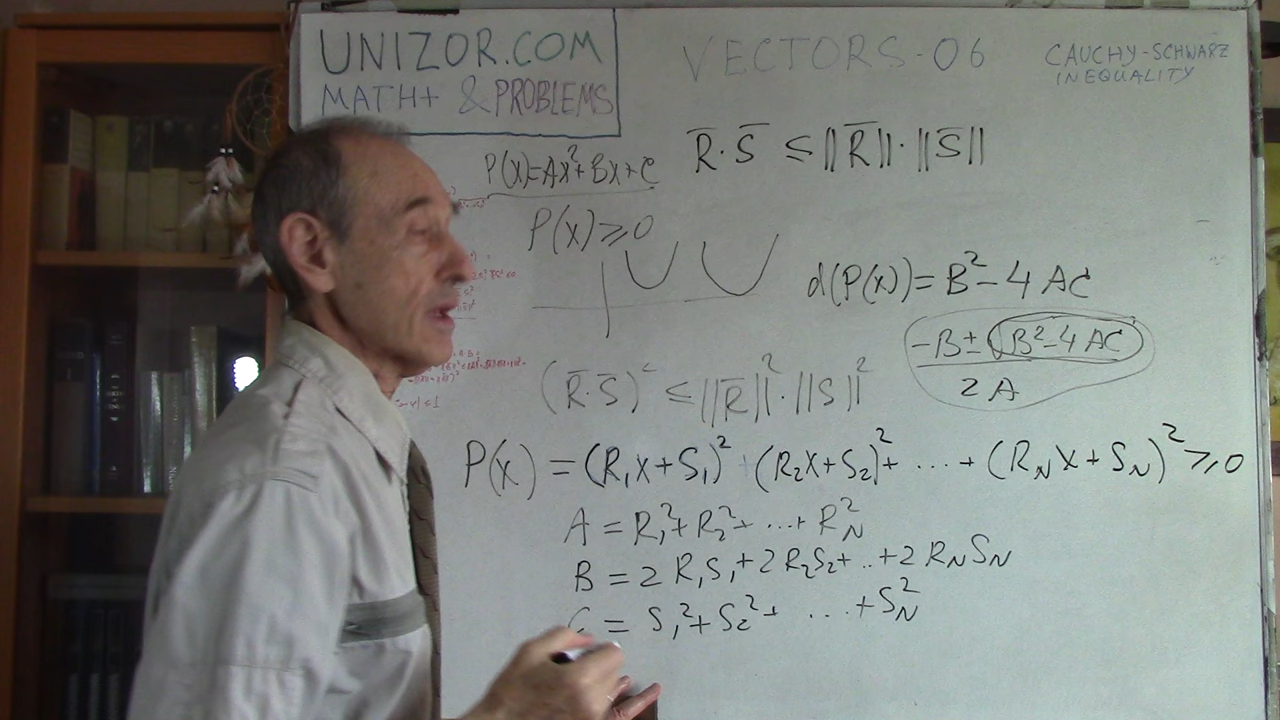 UNIZOR.COM
MATH+ & PROBLEMS
VECTORS-06
CAUCHY-SCHWARZ
INEQUALITY
P(x)=Ax²+Bx+C
R̅·S̅ ≤ ||R̅||·||S̅||
P(x)≥0
d(P(x))=B²-4AC
-B±√B²-4AC
2A
(R̅·S̅)² ≤ ||R̅||²·||S||²
P(x) = (R₁x+S₁)² + (R₂x+S₂)²+ ...+ (R_Nx+S_N)² ≥0
A = R₁²+R₂²+ ...+ R_N²
B = 2R₁S₁+2R₂S₂+..+2R_NS_N
C = S₁²+S₂²+ ...+S_N²